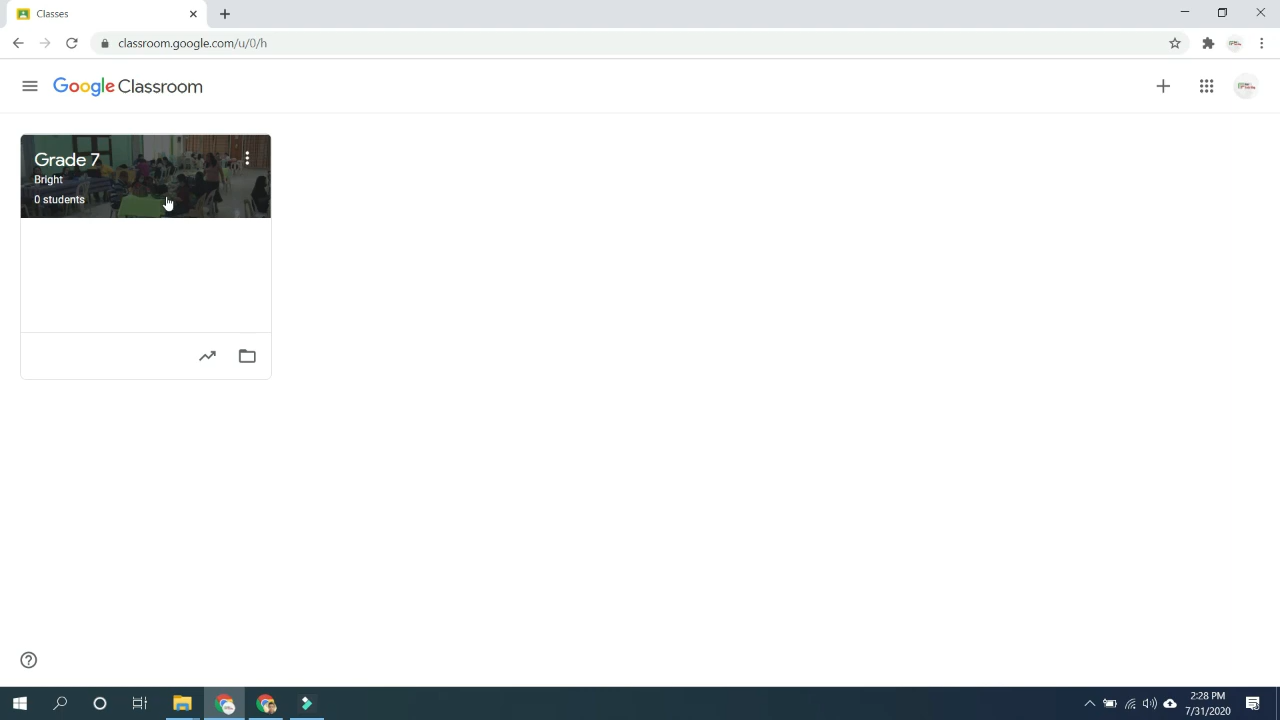 Classes
classroom.google.com/u/0/h
Google Classroom
Grade 7
Bright
0 students
2:28 PM
7/31/2020